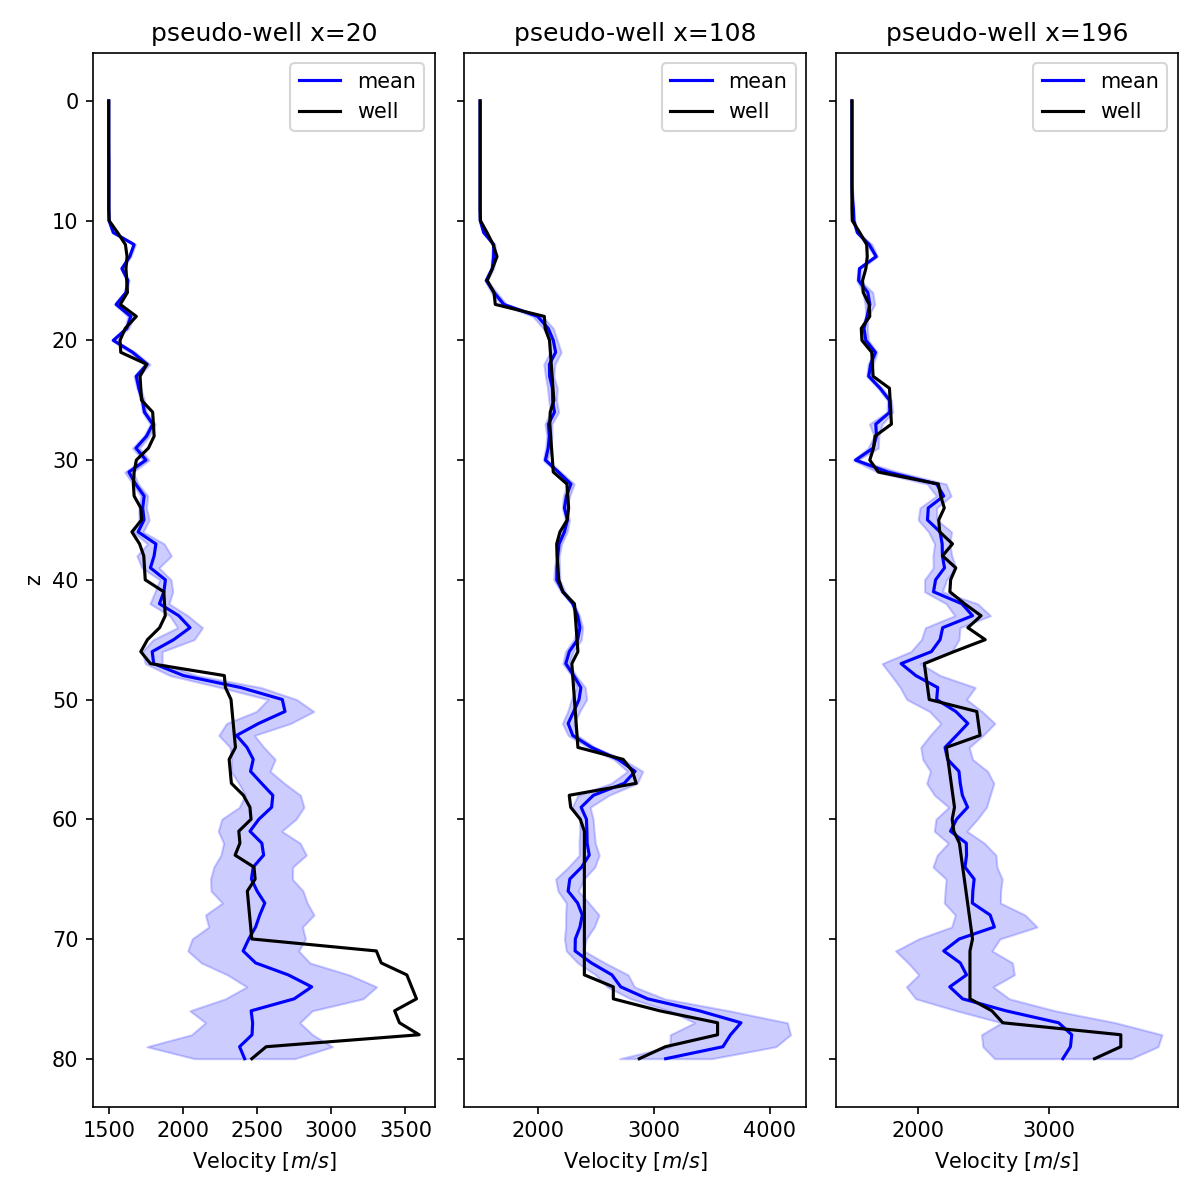 pseudo-well x=20
pseudo-well x=108
pseudo-well x=196
mean
well
mean
well
mean
well
0
10
20
30
40
50
60
70
80
z
1500 2000 2500 3000 3500
2000 3000 4000
2000 3000
Velocity [m/s]
Velocity [m/s]
Velocity [m/s]